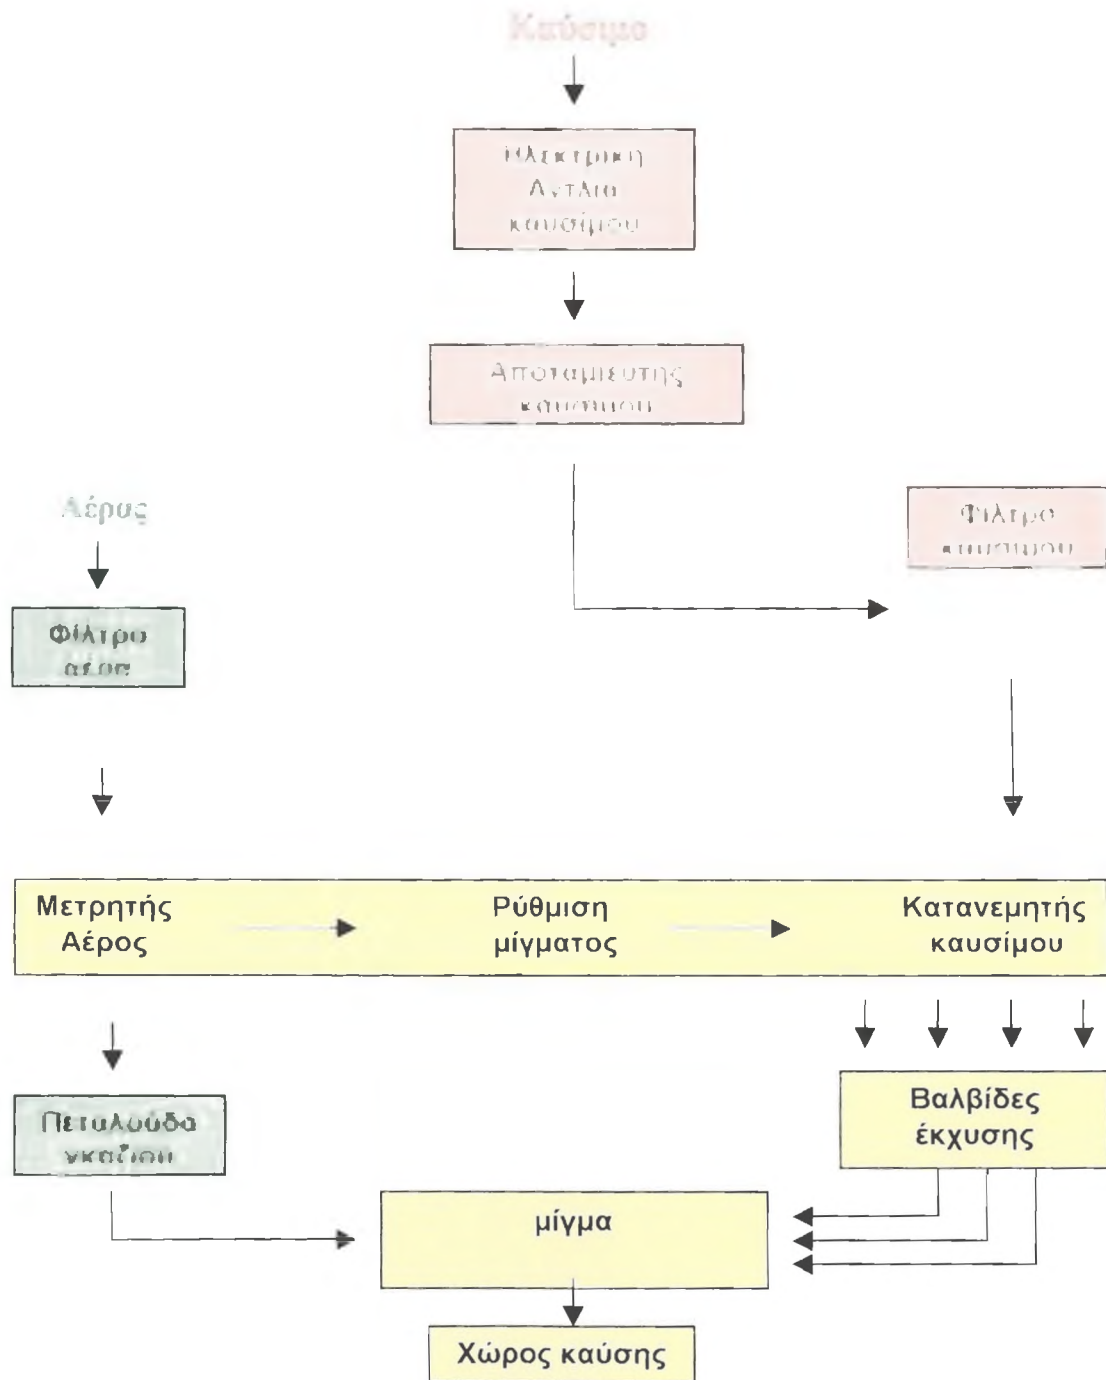 Καύσιμο
Ηλεκτρική
Αντλία
καυσίμου
Αποταμιευτής
καυσίμου
Αέρας
Φίλτρο
καυσίμου
Φίλτρο
αέρα
Μετρητής
Αέρος
Ρύθμιση
μίγματος
Κατανεμητής
καυσίμου
Πεταλούδα
γκαζιού
Βαλβίδες
έκχυσης
μίγμα
Χώρος καύσης